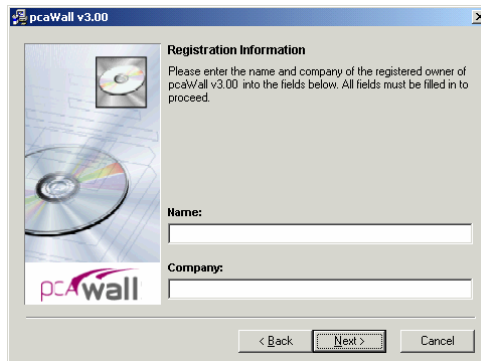 pcaWall v3.00
Registration Information
Please enter the name and company of the registered owner of
pcaWall v3.00 into the fields below. All fields must be filled in to
proceed.
Name:
Company:
pcAwall
< Back
Next >
Cancel